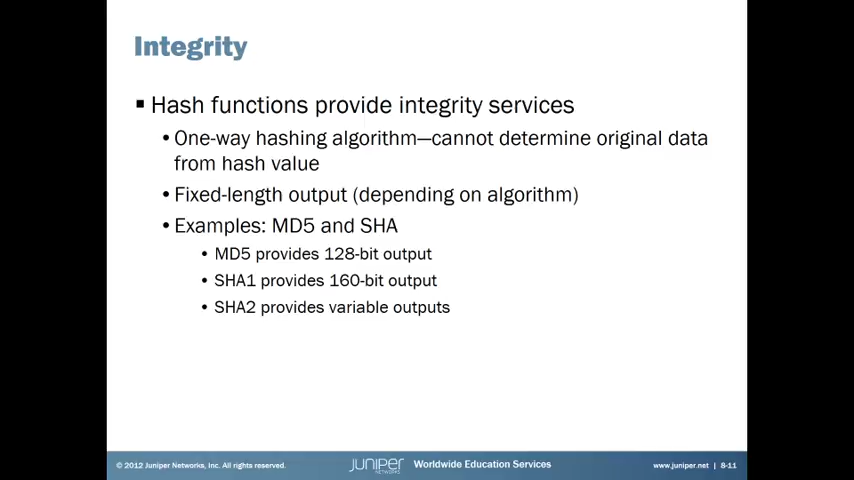 Integrity
▪ Hash functions provide integrity services
• One-way hashing algorithm—cannot determine original data
from hash value
• Fixed-length output (depending on algorithm)
• Examples: MD5 and SHA
• MD5 provides 128-bit output
• SHA1 provides 160-bit output
• SHA2 provides variable outputs
© 2012 Juniper Networks, Inc. All rights reserved.
JUNIPER
NETWORKS
Worldwide Education Services
www.juniper.net | 8-11